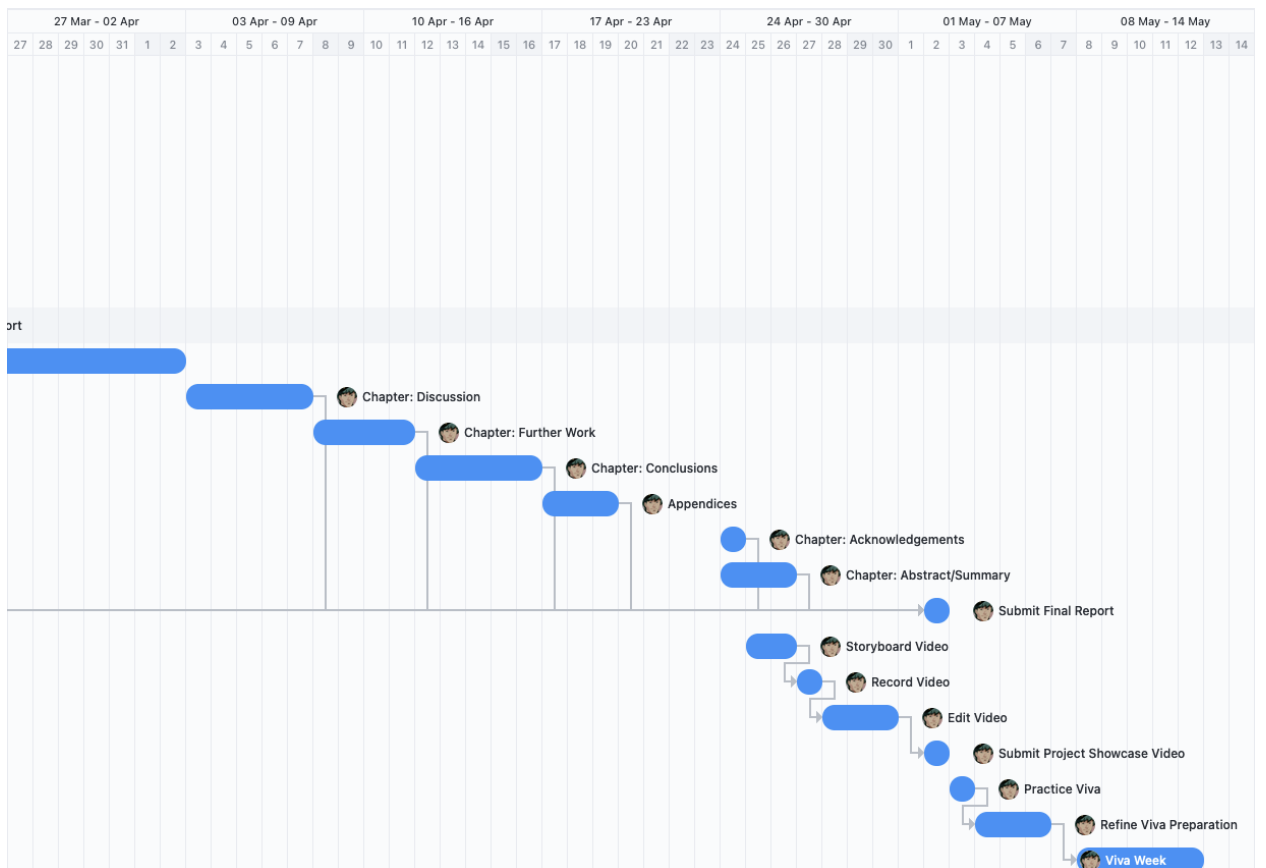 27 Mar - 02 Apr 03 Apr - 09 Apr 10 Apr - 16 Apr 17 Apr - 23 Apr 24 Apr - 30 Apr 01 May - 07 May 08 May - 14 May
27 28 29 30 31 1 2 3 4 5 6 7 8 9 10 11 12 13 14 15 16 17 18 19 20 21 22 23 24 25 26 27 28 29 30 1 2 3 4 5 6 7 8 9 10 11 12 13 14
ort
Chapter: Discussion
Chapter: Further Work
Chapter: Conclusions
Appendices
Chapter: Acknowledgements
Chapter: Abstract/Summary
Submit Final Report
Storyboard Video
Record Video
Edit Video
Submit Project Showcase Video
Practice Viva
Refine Viva Preparation
Viva Week